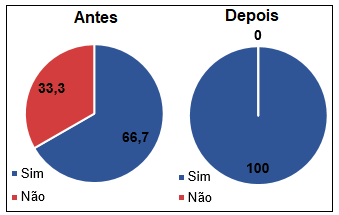 Antes
33,3
66,7
Sim
Não
Depois
0
100
Sim
Não